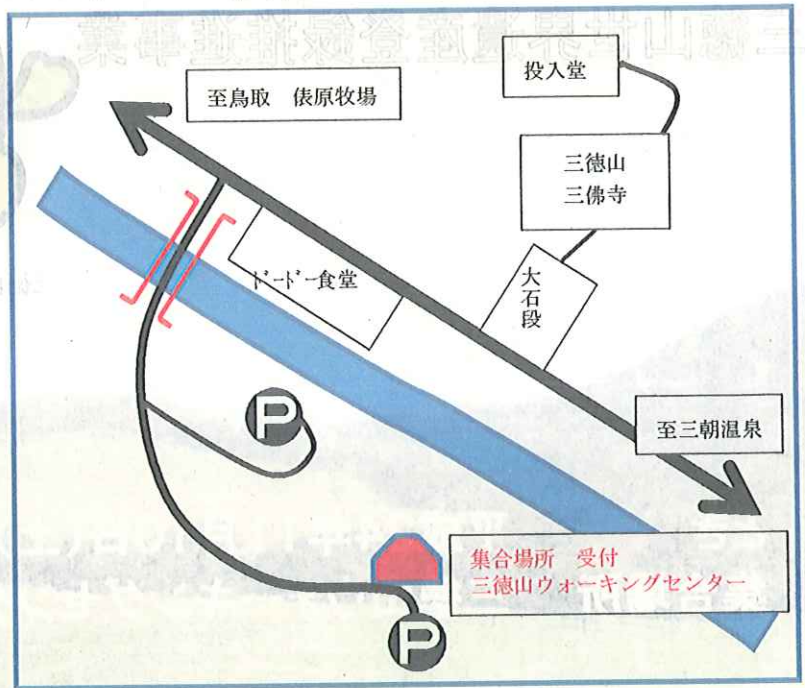 投入堂
至鳥取 俵原牧場
三徳山
三佛寺
大石段
ドードー食堂
至三朝温泉
P
集合場所 受付
三徳山ウォーキングセンター
P